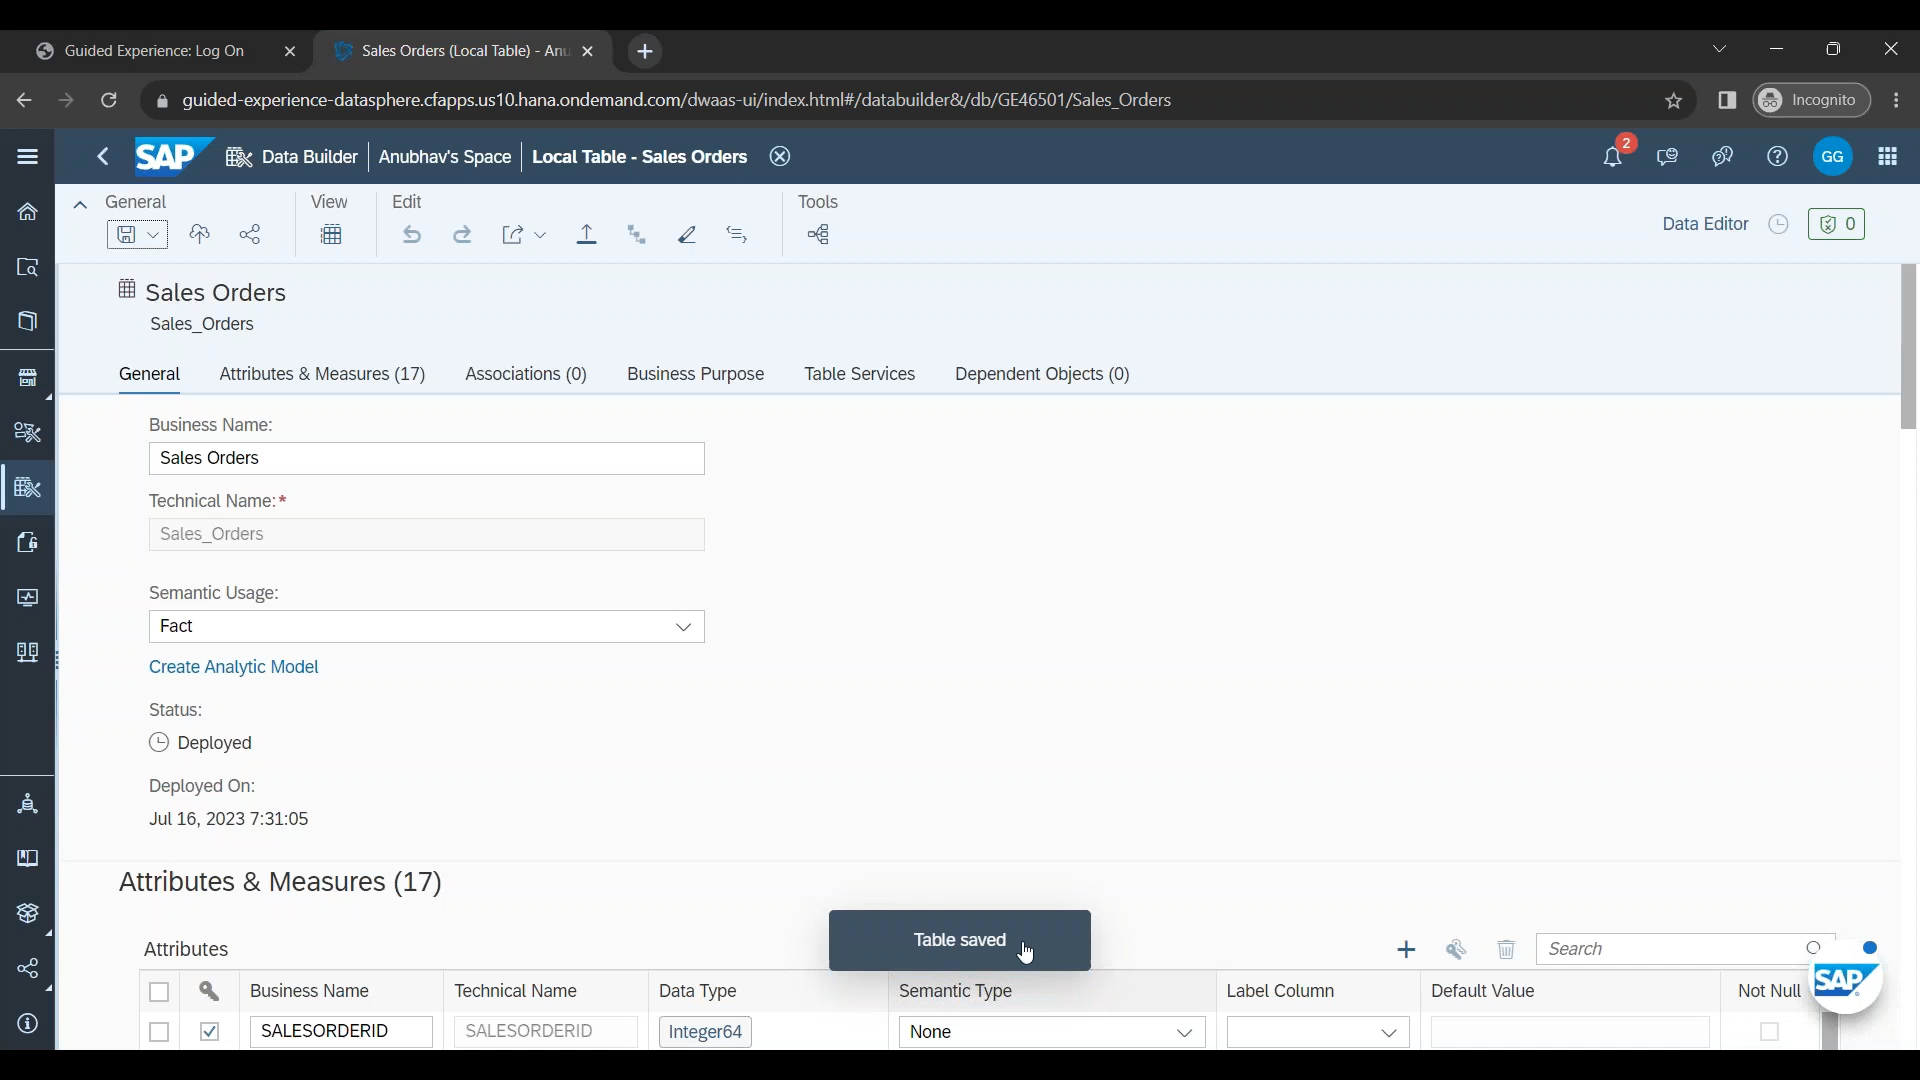 Guided Experience: Log On
Sales Orders (Local Table) - Anu
guided-experience-datasphere.cfapps.us10.hana.ondemand.com/dwaas-ui/index.html#/databuilder&/db/GE46501/Sales_Orders
Incognito
SAP Data Builder Anubhav's Space Local Table - Sales Orders
2
GG
General View Edit Tools
Data Editor 0
Sales Orders
Sales_Orders
General Attributes & Measures (17) Associations (0) Business Purpose Table Services Dependent Objects (0)
Business Name:
Sales Orders
Technical Name:*
Sales_Orders
Semantic Usage:
Fact
Create Analytic Model
Status:
Deployed
Deployed On:
Jul 16, 2023 7:31:05
Attributes & Measures (17)
Table saved
Attributes
Search
SAP
Business Name Technical Name Data Type Semantic Type Label Column Default Value Not Null
SALESORDERID SALESORDERID Integer64 None